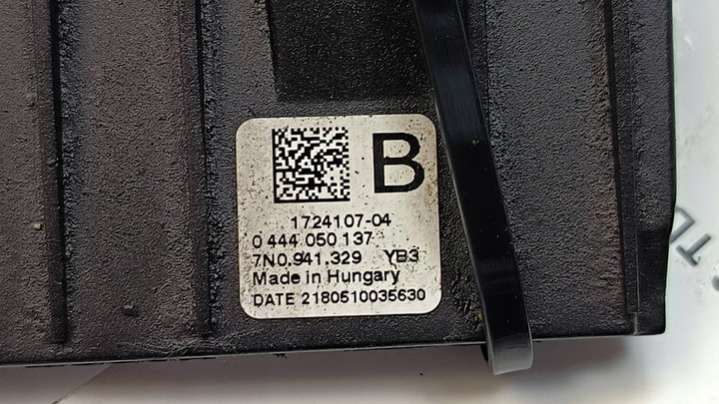 B
1724107-04
0 444 050 137
7N0.941.329 YB3
Made in Hungary
DATE 2180510035630